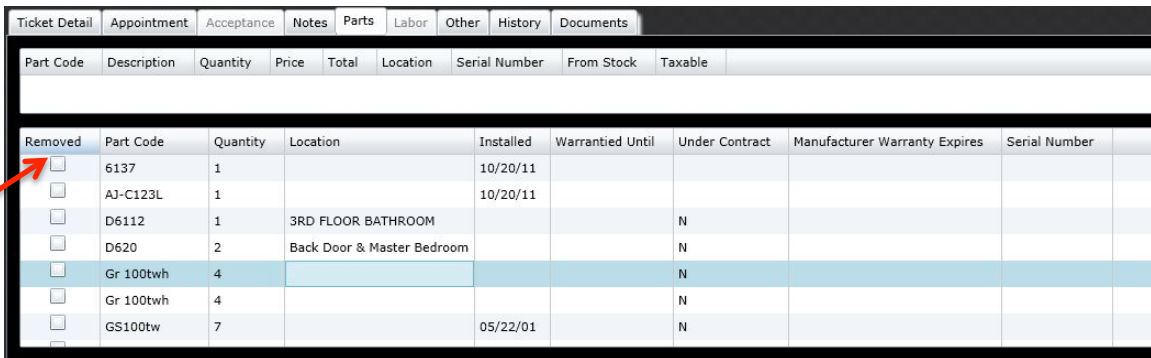 Ticket Detail Appointment Acceptance Notes Parts Labor Other History Documents
Part Code Description Quantity Price Total Location Serial Number From Stock Taxable
Removed Part Code Quantity Location Installed Warrantied Until Under Contract Manufacturer Warranty Expires Serial Number
6137 1 10/20/11
AJ-C123L 1 10/20/11
D6112 1 3RD FLOOR BATHROOM N
D620 2 Back Door & Master Bedroom N
Gr 100twh 4 N
Gr 100twh 4 N
GS100tw 7 05/22/01 N